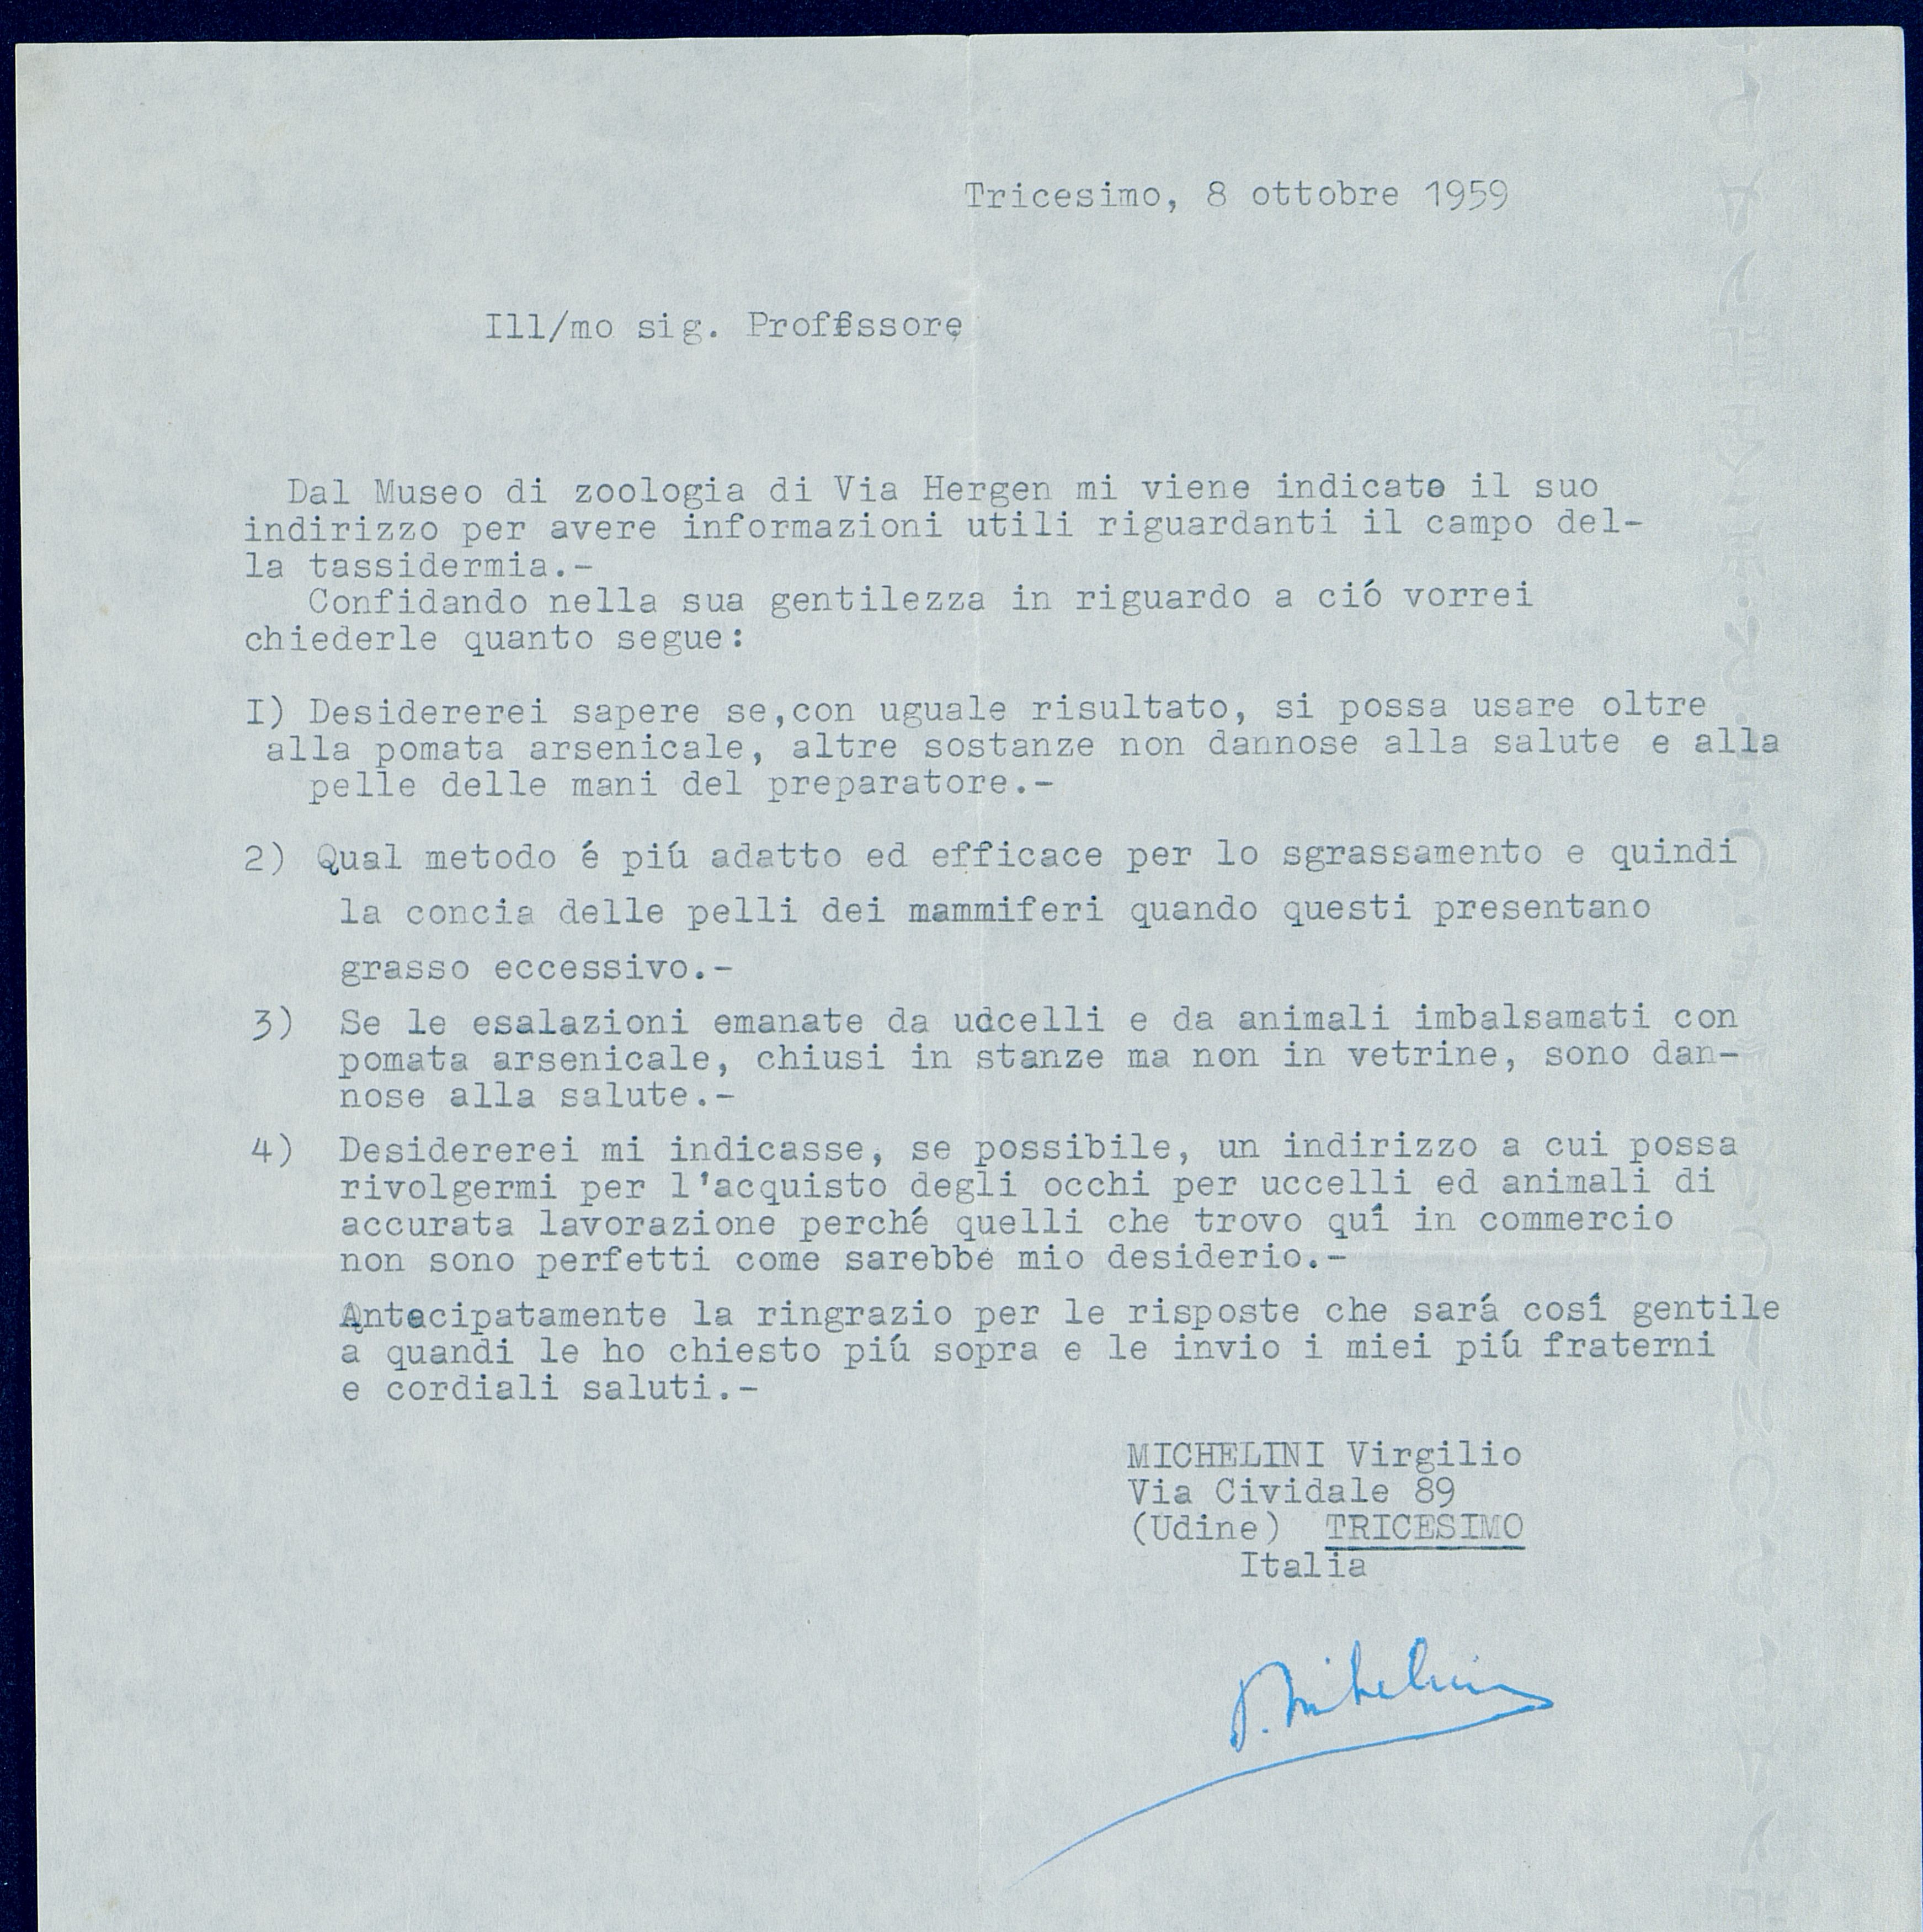 Tricesimo, 8 ottobre 1959
Ill/mo sig. Professore
Dal Museo di zoologia di Via Hergen mi viene indicato il suo
indirizzo per avere informazioni utili riguardanti il campo del-
la tassidermia.-
Confidando nella sua gentilezza in riguardo a ció vorrei
chiederle quanto segue:
I) Desidererei sapere se,con uguale risultato, si possa usare oltre
alla pomata arsenicale, altre sostanze non dannose alla salute e alla
pelle delle mani del preparatore.-
2) Qual metodo é piú adatto ed efficace per lo sgrassamento e quindi
la concia delle pelli dei mammiferi quando questi presentano
grasso eccessivo.-
3) Se le esalazioni emanate da uccelli e da animali imbalsamati con
pomata arsenicale, chiusi in stanze ma non in vetrine, sono dan-
nose alla salute.-
4) Desidererei mi indicasse, se possibile, un indirizzo a cui possa
rivolgermi per l'acquisto degli occhi per uccelli ed animali di
accurata lavorazione perché quelli che trovo quí in commercio
non sono perfetti come sarebbe mio desiderio.-
Antecipatamente la ringrazio per le risposte che sará cosí gentile
a quandi le ho chiesto piú sopra e le invio i miei piú fraterni
e cordiali saluti.-
MICHELINI Virgilio
Via Cividale 89
(Udine) TRICESIMO
Italia
V. Michelini